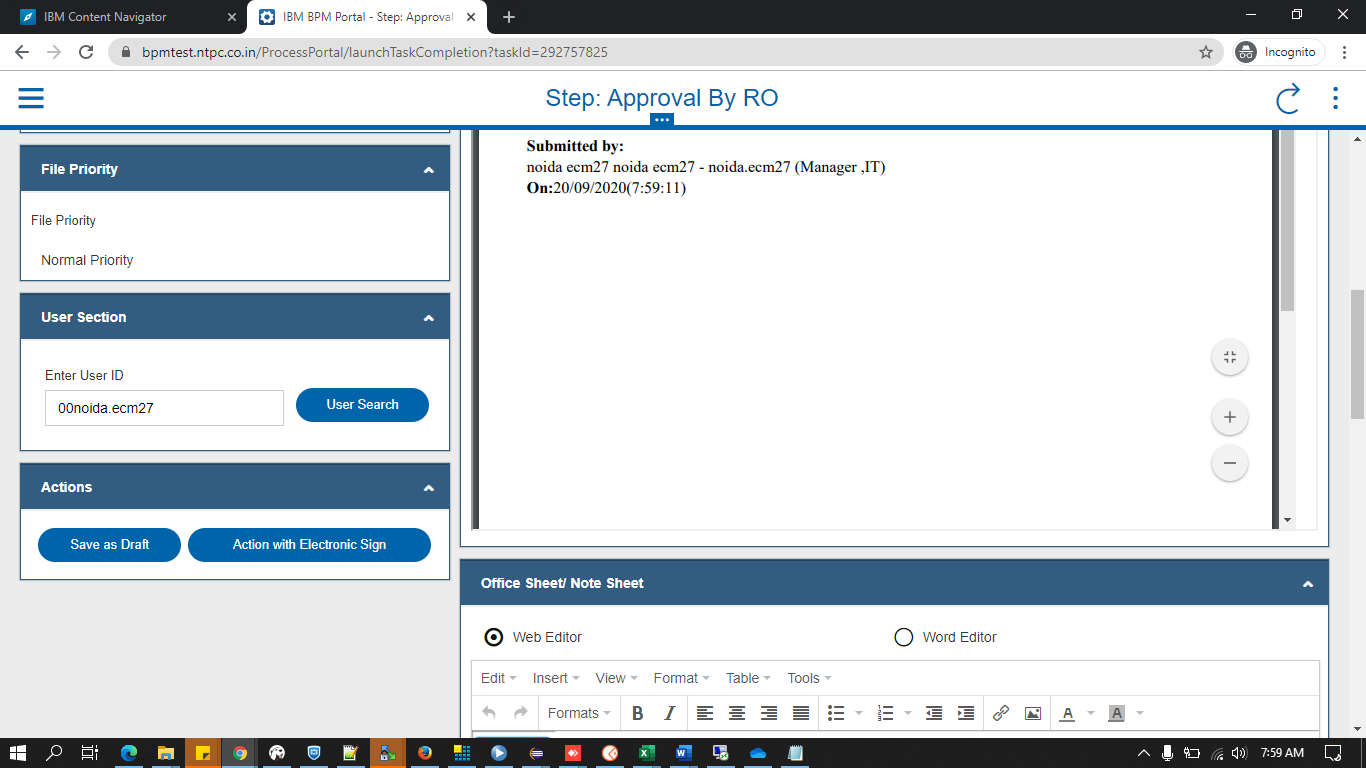 IBM Content Navigator
IBM BPM Portal - Step: Approval
bpmtest.ntpc.co.in/ProcessPortal/launchTaskCompletion?taskId=292757825
Incognito
Step: Approval By RO
File Priority
File Priority
Normal Priority
User Section
Enter User ID
00noida.ecm27
User Search
Actions
Save as Draft
Action with Electronic Sign
Submitted by:
noida ecm27 noida ecm27 - noida.ecm27 (Manager ,IT)
On:20/09/2020(7:59:11)
Office Sheet/ Note Sheet
Web Editor
Word Editor
Edit Insert View Format Table Tools
Formats B I A A
7:59 AM